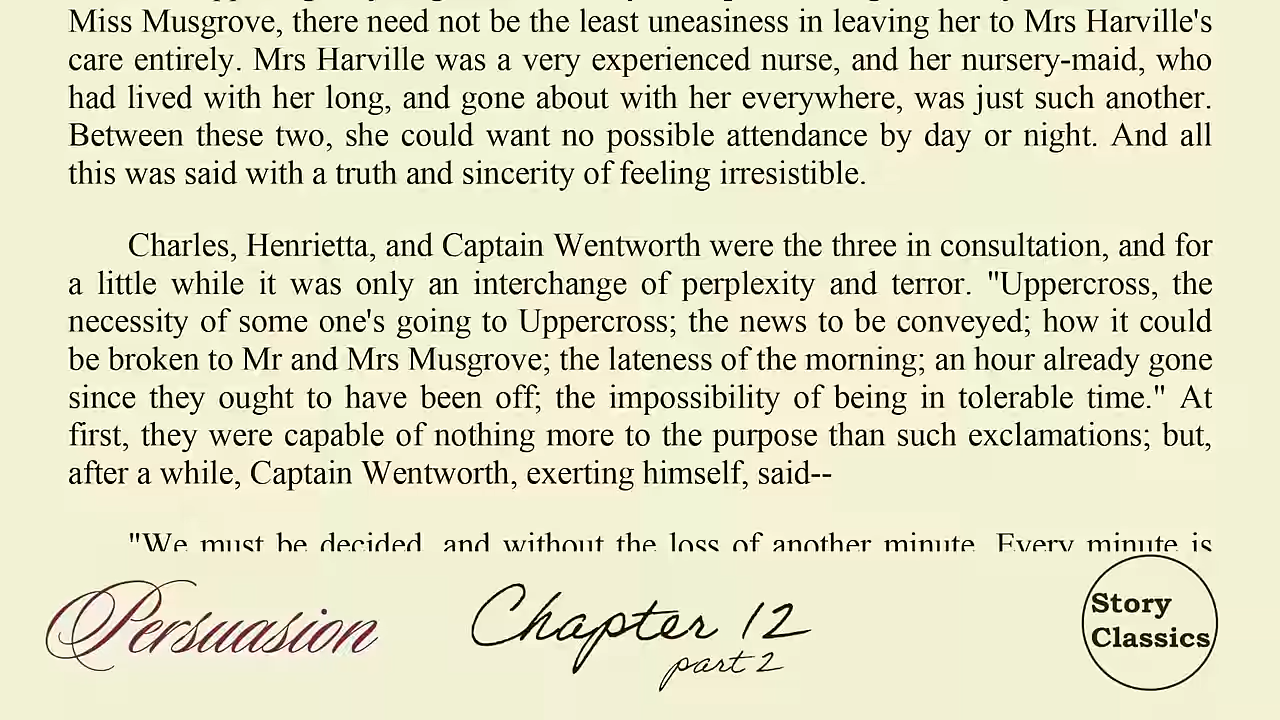 Miss Musgrove, there need not be the least uneasiness in leaving her to Mrs Harville's
care entirely. Mrs Harville was a very experienced nurse, and her nursery-maid, who
had lived with her long, and gone about with her everywhere, was just such another.
Between these two, she could want no possible attendance by day or night. And all
this was said with a truth and sincerity of feeling irresistible.
Charles, Henrietta, and Captain Wentworth were the three in consultation, and for
a little while it was only an interchange of perplexity and terror. "Uppercross, the
necessity of some one's going to Uppercross; the news to be conveyed; how it could
be broken to Mr and Mrs Musgrove; the lateness of the morning; an hour already gone
since they ought to have been off; the impossibility of being in tolerable time." At
first, they were capable of nothing more to the purpose than such exclamations; but,
after a while, Captain Wentworth, exerting himself, said--
"We must be decided, and without the loss of another minute. Every minute is
Persuasion
Chapter 12
part 2
Story
Classics